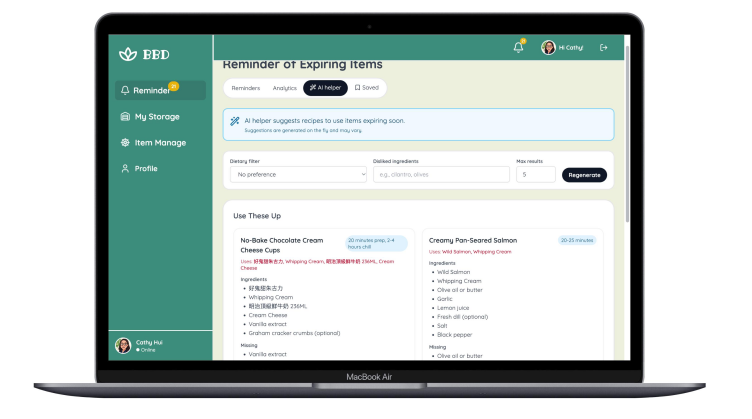 BBD
21
Hi Cathy!
Reminder
21
My Storage
Item Manage
Profile
Cathy Hui
Online
Reminder of Expiring Items
Reminders
Analytics
AI helper
Saved
AI helper suggests recipes to use items expiring soon.
Suggestions are generated on the fly and may vary.
Dietary filter
Disliked ingredients
Max results
No preference
e.g., cilantro, olives
5
Regenerate
Use These Up
No-Bake Chocolate Cream
Cheese Cups
20 minutes prep, 2-4
hours chill
Uses: 好鬼甜朱古力, Whipping Cream, 明治頂級鮮牛奶 236ML, Cream
Cheese
Ingredients
• 好鬼甜朱古力
• Whipping Cream
• 明治頂級鮮牛奶 236ML
• Cream Cheese
• Vanilla extract
• Graham cracker crumbs (optional)
Missing
• Vanilla extract
Creamy Pan-Seared Salmon
20-25 minutes
Uses: Wild Salmon, Whipping Cream
Ingredients
• Wild Salmon
• Whipping Cream
• Olive oil or butter
• Garlic
• Lemon juice
• Fresh dill (optional)
• Salt
• Black pepper
Missing
• Olive oil or butter
MacBook Air